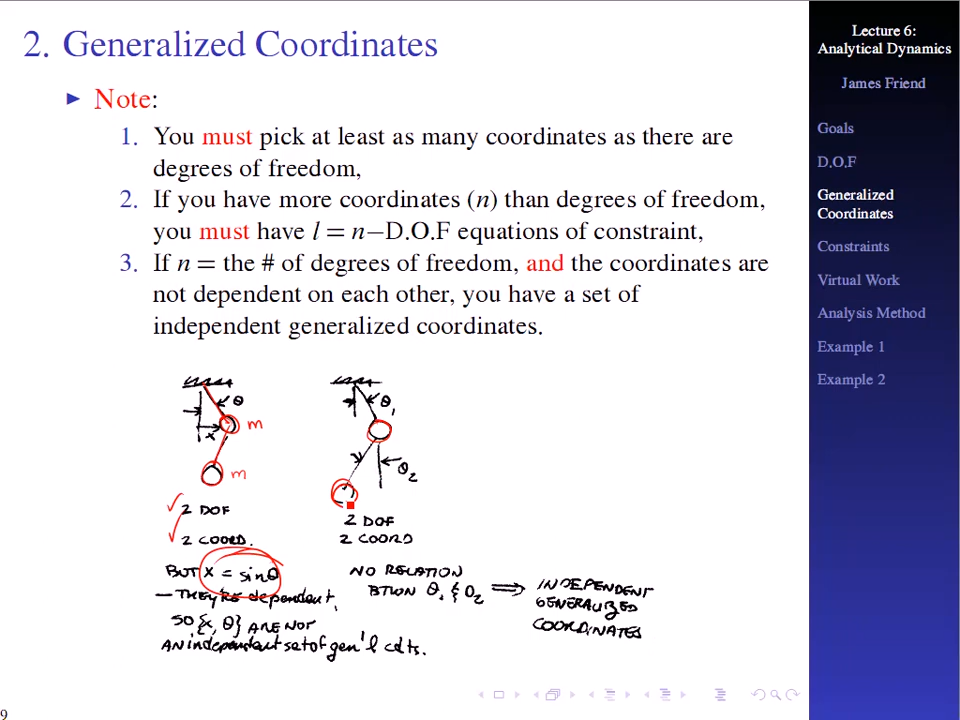 2. Generalized Coordinates
Note:
1. You must pick at least as many coordinates as there are
degrees of freedom,
2. If you have more coordinates (n) than degrees of freedom,
you must have l = n−D.O.F equations of constraint,
3. If n = the # of degrees of freedom, and the coordinates are
not dependent on each other, you have a set of
independent generalized coordinates.
θ
x
m
m
2 DOF
2 COORD.
BUT x = sinθ
— THEY'RE dependent,
SO {x, θ} ARE NOT
AN independent set of gen'l cdts.
θ1
θ2
2 DOF
2 COORD
NO RELATION
BTWN θ1 & θ2 ⟹ INDEPENDENT
GENERALIZED
COORDINATES
9
Lecture 6:
Analytical Dynamics
James Friend
Goals
D.O.F
Generalized
Coordinates
Constraints
Virtual Work
Analysis Method
Example 1
Example 2